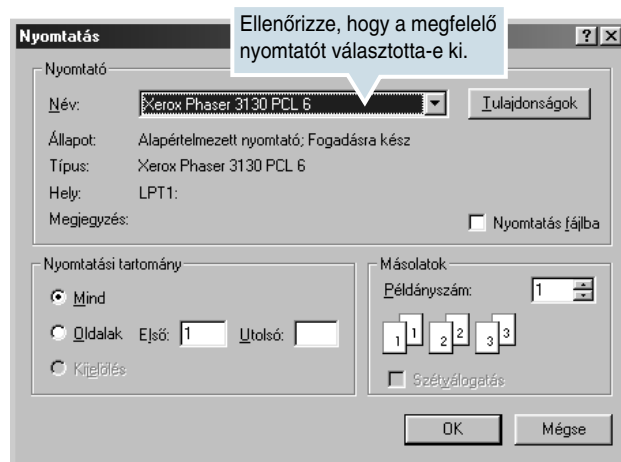 Ellenőrizze, hogy a megfelelő
nyomtatót választotta-e ki.
Nyomtatás
Nyomtató
Név: Xerox Phaser 3130 PCL 6 Tulajdonságok
Állapot: Alapértelmezett nyomtató; Fogadásra kész
Típus: Xerox Phaser 3130 PCL 6
Hely: LPT1:
Megjegyzés: Nyomtatás fájlba
Nyomtatási tartomány
Mind
Oldalak Első: 1 Utolsó:
Kijelölés
Másolatok
Példányszám: 1
1 1 2 2 3 3
Szétválogatás
OK Mégse